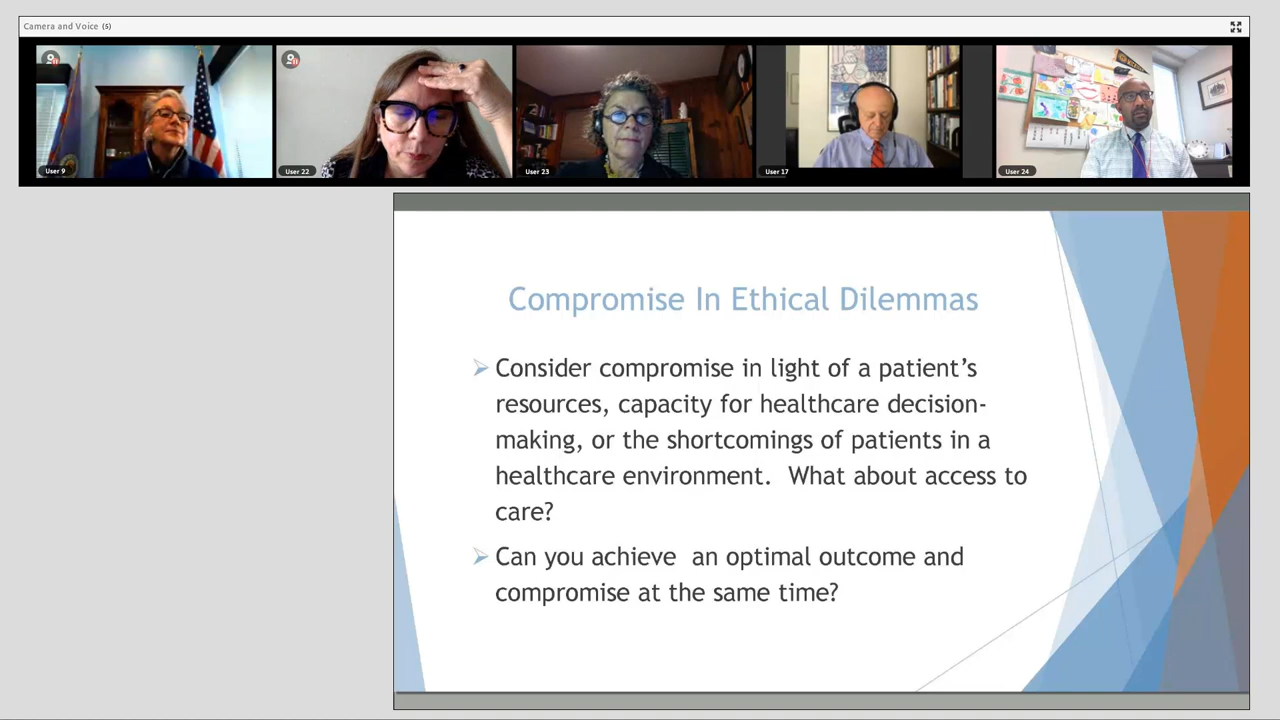 Camera and Voice (5)
User 9
User 22
User 23
User 17
User 24
Compromise In Ethical Dilemmas
Consider compromise in light of a patient’s
resources, capacity for healthcare decision-
making, or the shortcomings of patients in a
healthcare environment.  What about access to
care?
Can you achieve  an optimal outcome and
compromise at the same time?